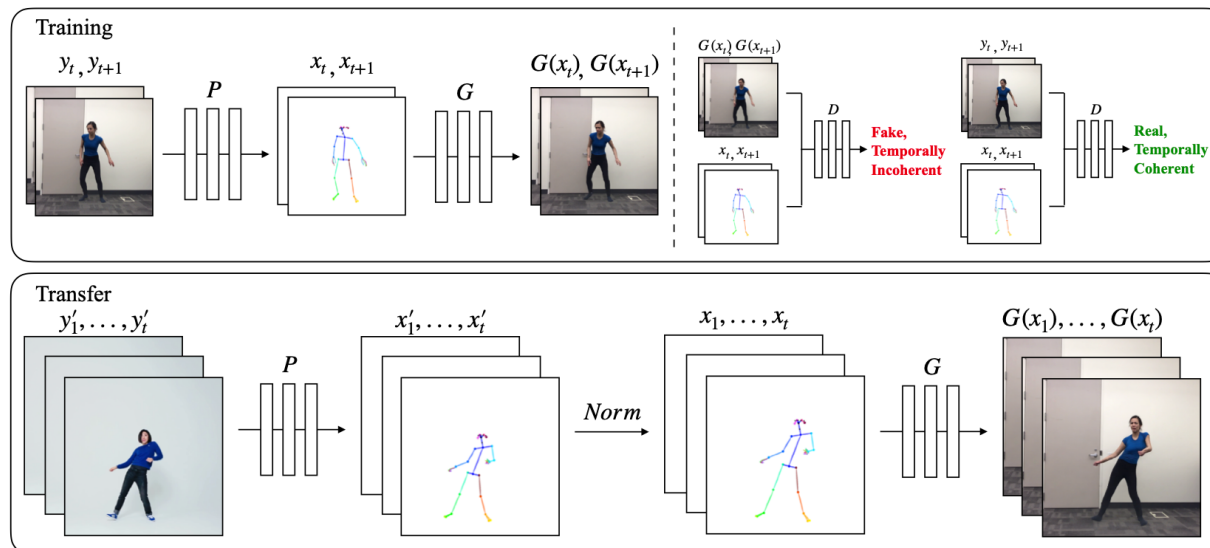 Training
y_t, y_{t+1}
P
x_t, x_{t+1}
G
G(x_t), G(x_{t+1})
G(x_t), G(x_{t+1})
x_t, x_{t+1}
D
Fake,
Temporally
Incoherent
y_t, y_{t+1}
x_t, x_{t+1}
D
Real,
Temporally
Coherent
Transfer
y'_1, . . . , y'_t
P
x'_1, . . . , x'_t
Norm
x_1, . . . , x_t
G
G(x_1), . . . , G(x_t)